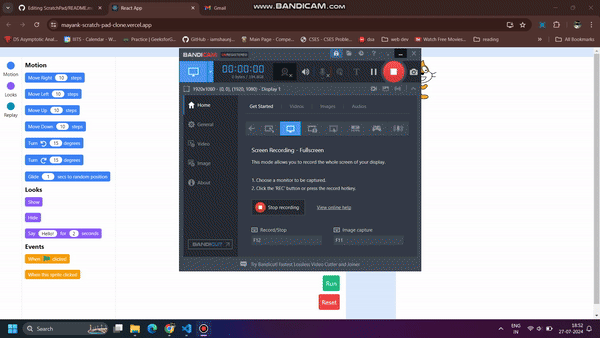 WWW.BANDICAM.COM
Editing ScratchPad/README.m
React App
Gmail
mayank-scratch-pad-clone.vercel.app
DS Asymptotic Analy
BITS - Calendar - W
Practice | GeeksforG
GitHub
Main Page - Compe
CSES - CSES Proble
dsa
web dev
Watch Free Movies
reading
All Bookmarks
Motion
Looks
Replay
Motion
Move Right 10 steps
Move Left 10 steps
Move Up 10 steps
Move Down 10 steps
Turn 15 degrees
Turn 15 degrees
Glide 1 secs to random position
Looks
Show
Hide
Say Hello! for 2 seconds
Events
When clicked
When this sprite clicked
BANDICAM UNREGISTERED
00:00:00
1920x1080 - (0, 0), (1920, 1080) - Display 1
Home
General
Video
Image
About
BANDICUT
Get Started
Videos
Images
Audios
Screen Recording - Fullscreen
This mode allows you to record the whole screen of your display.
1. Choose a monitor to be captured.
2. Click the 'REC' button or press the record hotkey.
Stop recording
View online help
Record/Stop
F12
Image capture
F11
Try Bandicut! Fastest Lossless Video Cutter and Joiner
Run
Reset
Search
ENG
IN
18:52
27-07-2024